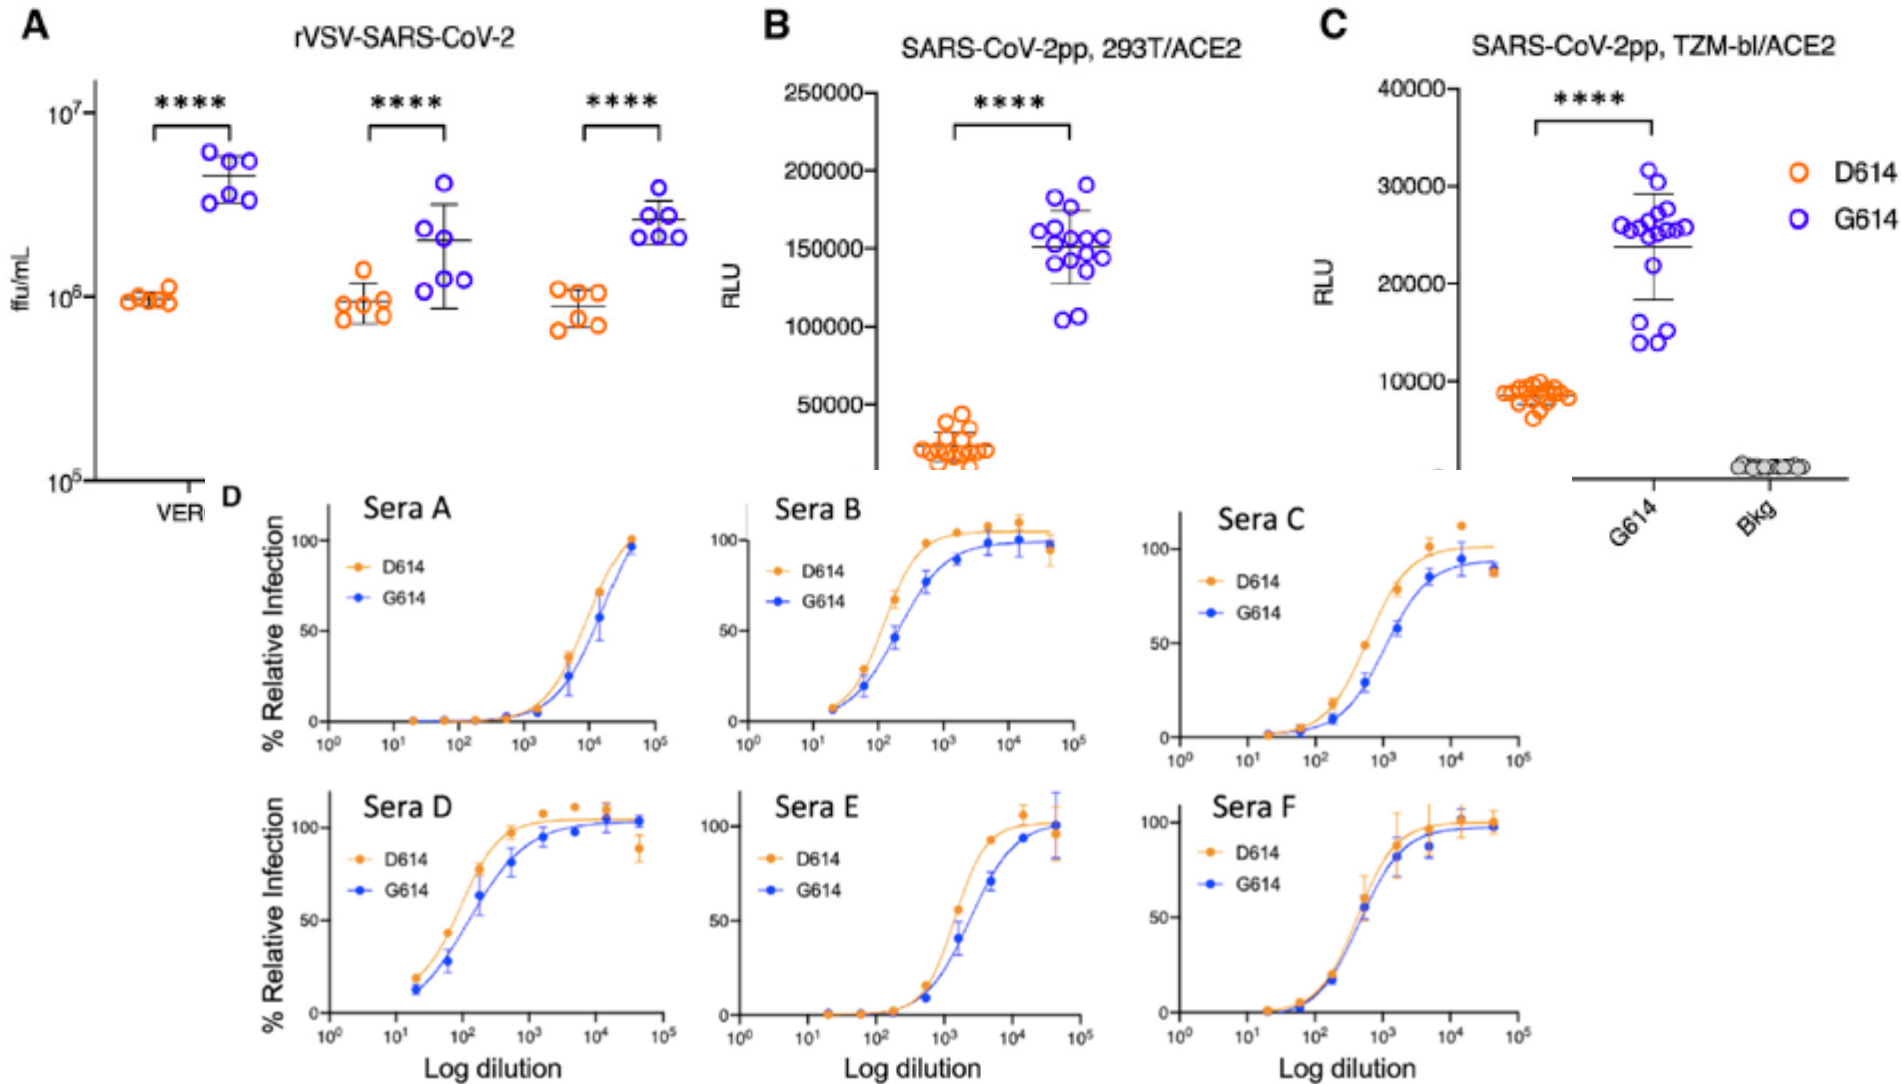 A
rVSV-SARS-CoV-2
****
****
****
10⁷
10⁶
10⁵
ffu/mL
VER
B
SARS-CoV-2pp, 293T/ACE2
****
250000
200000
150000
100000
50000
RLU
C
SARS-CoV-2pp, TZM-bl/ACE2
****
40000
30000
20000
10000
RLU
G614
Bkg
D614
G614
D
Sera A
D614
G614
100
50
0
% Relative Infection
10⁰ 10¹ 10² 10³ 10⁴ 10⁵
Sera B
D614
G614
100
50
0
10⁰ 10² 10³ 10⁴ 10⁵
Sera C
D614
G614
100
50
0
10⁰ 10¹ 10² 10³ 10⁴ 10⁵
Sera D
D614
G614
100
50
0
% Relative Infection
10⁰ 10¹ 10² 10³ 10⁴ 10⁵
Log dilution
Sera E
D614
G614
100
50
0
10⁰ 10¹ 10² 10³ 10⁴ 10⁵
Sera F
D614
G614
100
50
0
10⁰ 10¹ 10² 10³ 10⁴ 10⁵
Log dilution